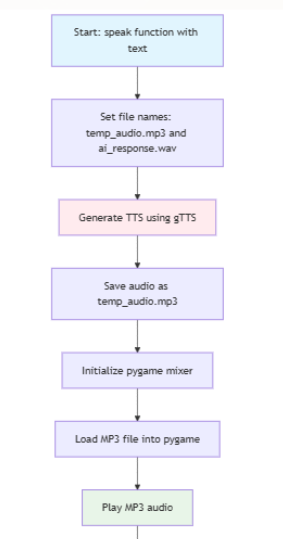 Start: speak function with
text
Set file names:
temp_audio.mp3 and
ai_response.wav
Generate TTS using gTTS
Save audio as
temp_audio.mp3
Initialize pygame mixer
Load MP3 file into pygame
Play MP3 audio